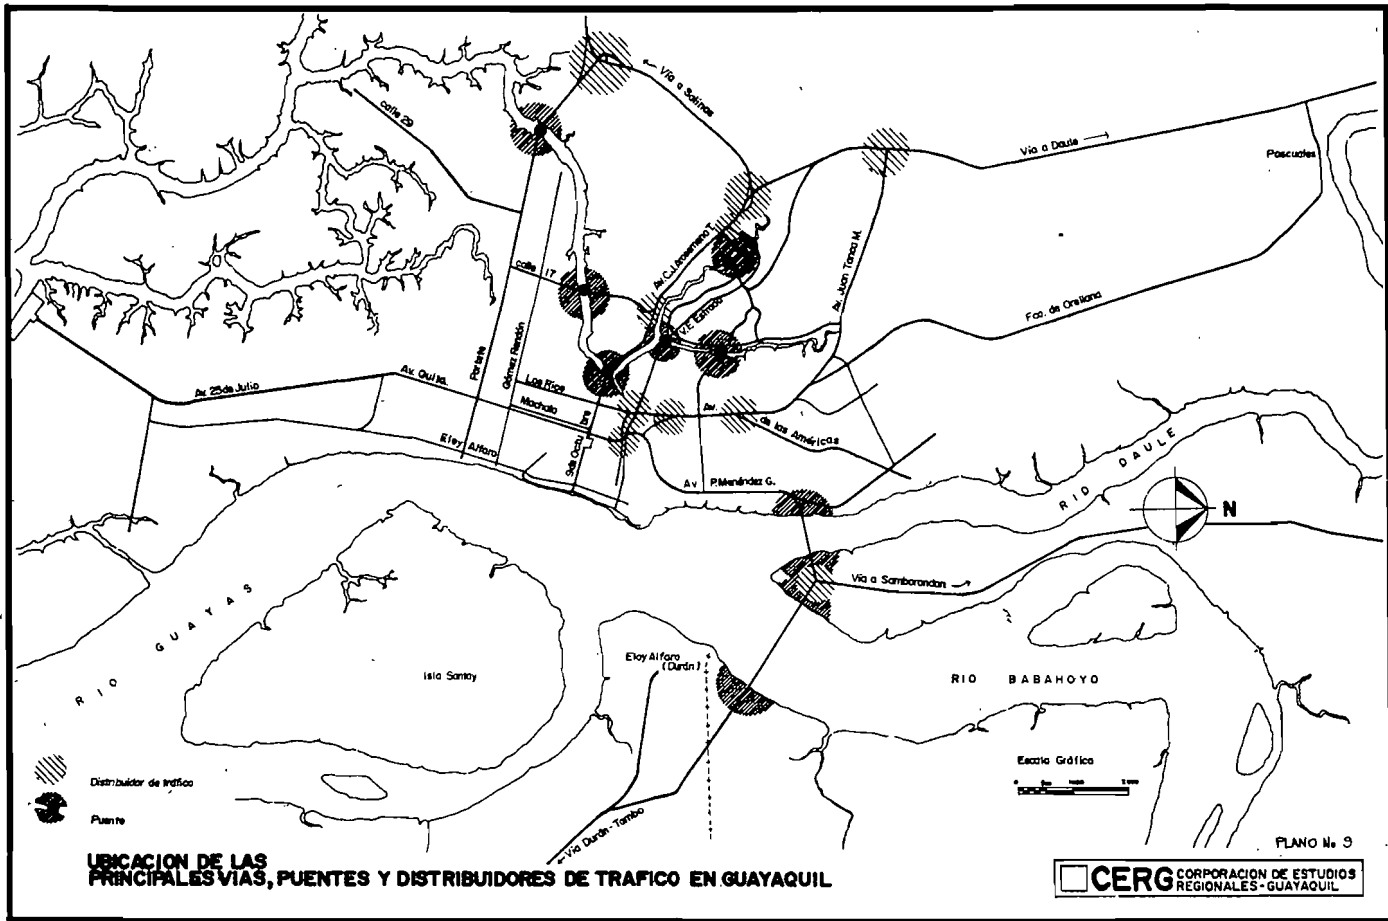 ← Vía a Salinas
calle 29
Vía a Daule →
Pascuales
Av. C.J. Arosemena T.
Av. Juan Tanca M.
calle 17
V.E. Estrada
Fco. de Orellana
Portete
Gómez Rendón
Av. 25 de Julio
Av. Quito.
Los Ríos
Machala
9 de Octubre
Av.
de las Américas
Eloy Alfaro
Av P. Menéndez G.
RIO DAULE
N
Vía a Samborondon →
RIO GUAYAS
Isla Santay
Eloy Alfaro
(Durán)
RIO BABAHOYO
Escala Gráfica
Distribuidor de tráfico
Puente
← Vía Durán-Tambo
PLANO No 9
UBICACION DE LAS
PRINCIPALES VIAS, PUENTES Y DISTRIBUIDORES DE TRAFICO EN GUAYAQUIL
CERG CORPORACION DE ESTUDIOS
REGIONALES-GUAYAQUIL